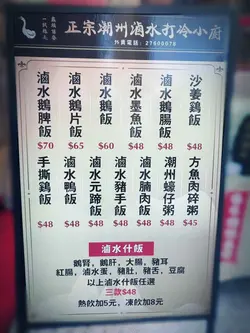 正宗潮州滷水打冷小廚
外賣電話：27600078
滷水鵝脾飯 $70
滷水鵝片飯 $65
滷水鵝飯 $60
滷水墨魚飯 $48
滷水鵝腸飯 $48
沙姜雞飯 $48
手撕雞飯 $48
滷水鴨飯 $48
滷水元蹄飯 $48
滷水豬手飯 $48
滷水腩肉飯 $48
潮州蠔仔粥 $48
方魚肉碎粥 $45
滷水什飯
鵝腎，鵝肝，大腸，豬耳
紅腸，滷水蛋，豬肚，豬舌，豆腐
以上滷水什飯任選
三款$48
熱飲加5元，凍飲加8元